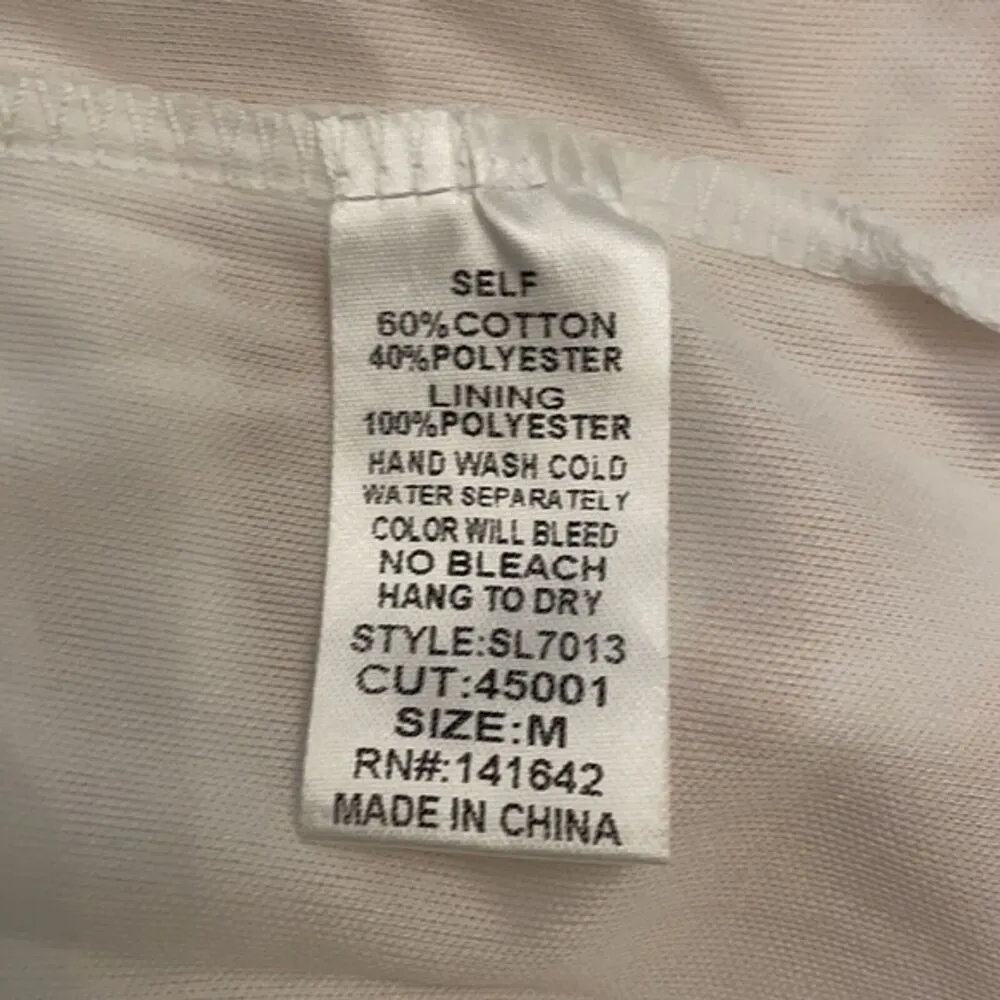 SELF
60%COTTON
40%POLYESTER
LINING
100%POLYESTER
HAND WASH COLD
WATER SEPARATELY
COLOR WILL BLEED
NO BLEACH
HANG TO DRY
STYLE:SL7013
CUT:45001
SIZE:M
RN#:141642
MADE IN CHINA